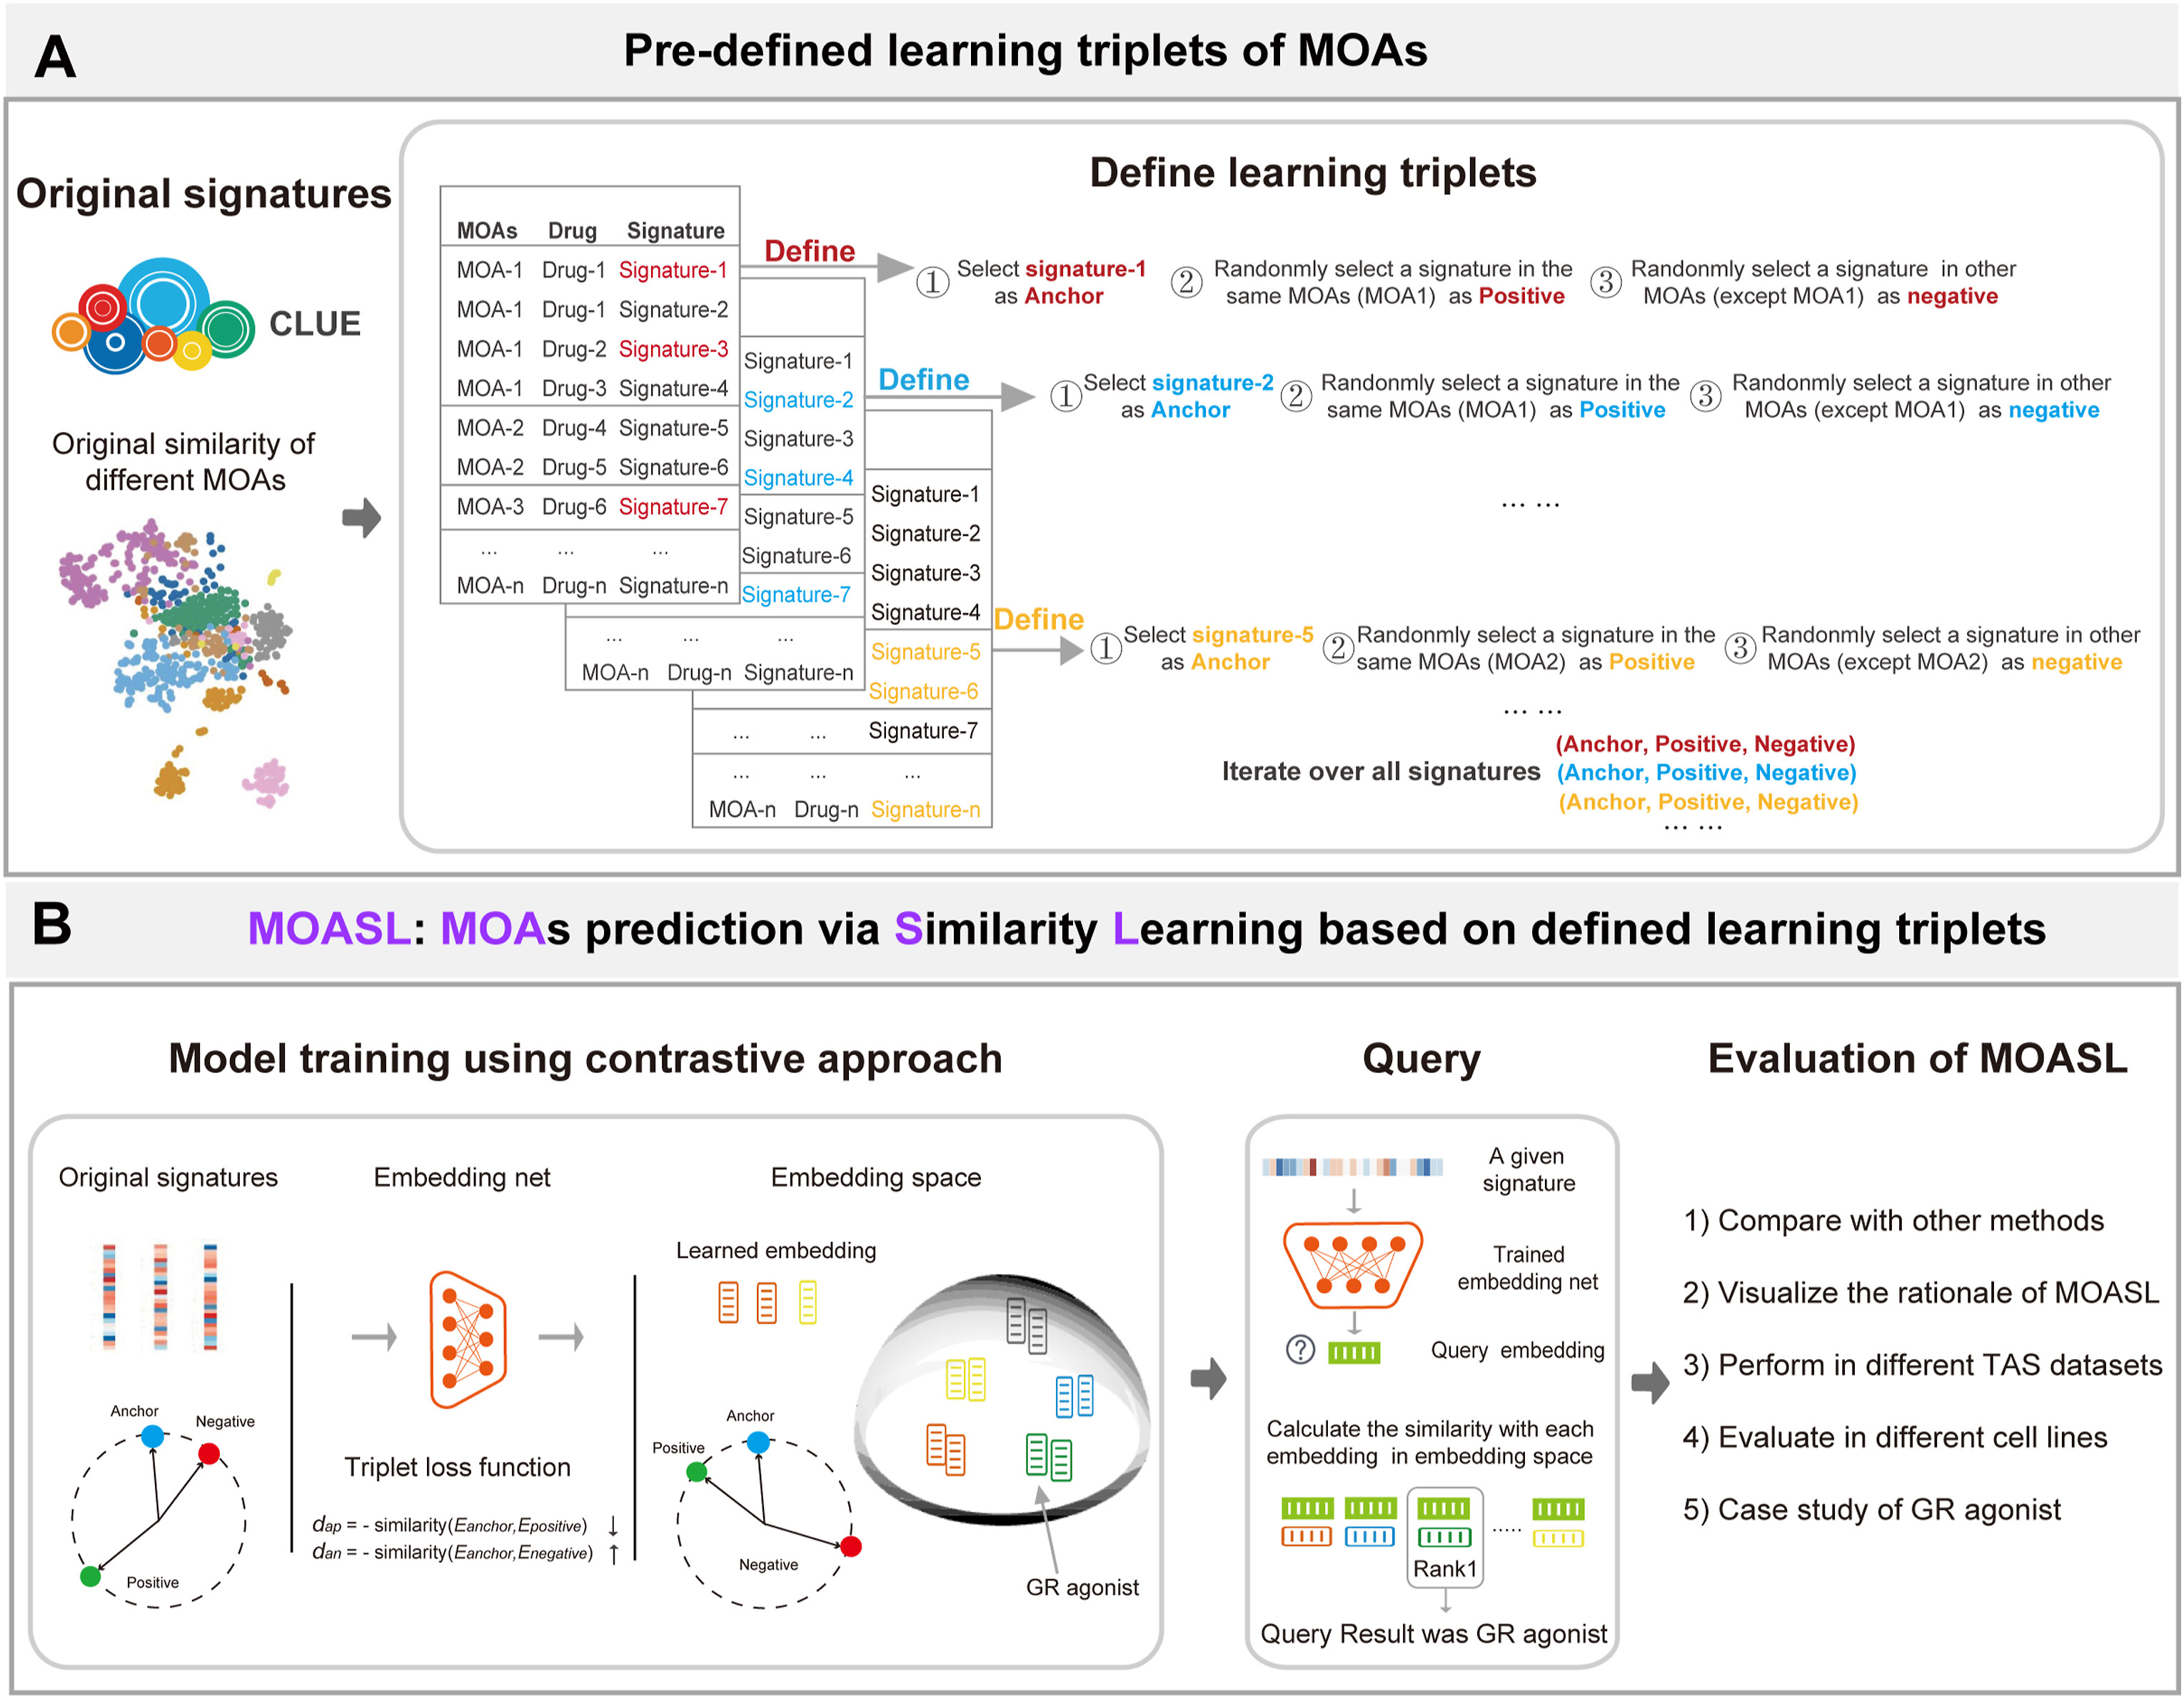 A
Pre-defined learning triplets of MOAs
Original signatures
CLUE
Original similarity of
different MOAs
Define learning triplets
MOAs Drug Signature
MOA-1 Drug-1 Signature-1
MOA-1 Drug-1 Signature-2
MOA-1 Drug-2 Signature-3
MOA-1 Drug-3 Signature-4
MOA-2 Drug-4 Signature-5
MOA-2 Drug-5 Signature-6
MOA-3 Drug-6 Signature-7
... ... ...
MOA-n Drug-n Signature-n
Signature-1
Signature-2
Signature-3
Signature-4
Signature-5
Signature-6
Signature-7
... ... ...
MOA-n Drug-n Signature-n
Signature-1
Signature-2
Signature-3
Signature-4
Signature-5
Signature-6
... ... Signature-7
... ... ...
MOA-n Drug-n Signature-n
Define
① Select signature-1
as Anchor
② Randonmly select a signature in the
same MOAs (MOA1) as Positive
③ Randonmly select a signature in other
MOAs (except MOA1) as negative
Define
① Select signature-2
as Anchor
② Randonmly select a signature in the
same MOAs (MOA1) as Positive
③ Randonmly select a signature in other
MOAs (except MOA1) as negative
... ...
Define
① Select signature-5
as Anchor
② Randonmly select a signature in the
same MOAs (MOA2) as Positive
③ Randonmly select a signature in other
MOAs (except MOA2) as negative
... ...
Iterate over all signatures
(Anchor, Positive, Negative)
(Anchor, Positive, Negative)
(Anchor, Positive, Negative)
... ...
B
MOASL: MOAs prediction via Similarity Learning based on defined learning triplets
Model training using contrastive approach
Original signatures
Anchor
Negative
Positive
Embedding net
Triplet loss function
dap = - similarity(Eanchor,Epositive) ↓
dan = - similarity(Eanchor,Enegative) ↑
Embedding space
Learned embedding
Anchor
Positive
Negative
GR agonist
Query
A given
signature
Trained
embedding net
? Query embedding
Calculate the similarity with each
embedding in embedding space
.....
Rank1
Query Result was GR agonist
Evaluation of MOASL
1) Compare with other methods
2) Visualize the rationale of MOASL
3) Perform in different TAS datasets
4) Evaluate in different cell lines
5) Case study of GR agonist